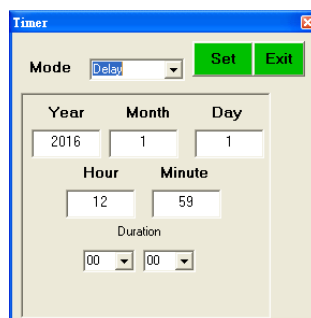 Timer
Mode Delay Set Exit
Year Month Day
2016 1 1
Hour Minute
12 59
Duration
00 00